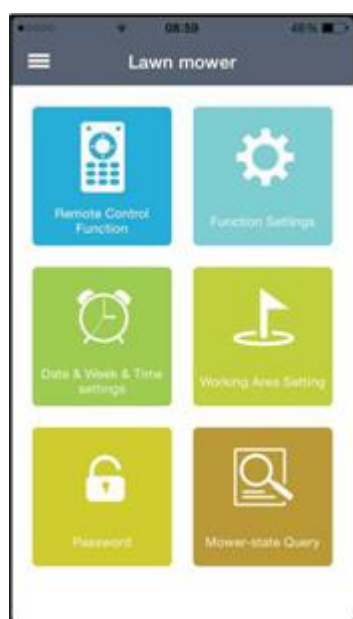 08:59
46%
Lawn mower
Remote Control
Function
Function Settings
Date & Week & Time
settings
Working Area Setting
Password
Mower-state Query